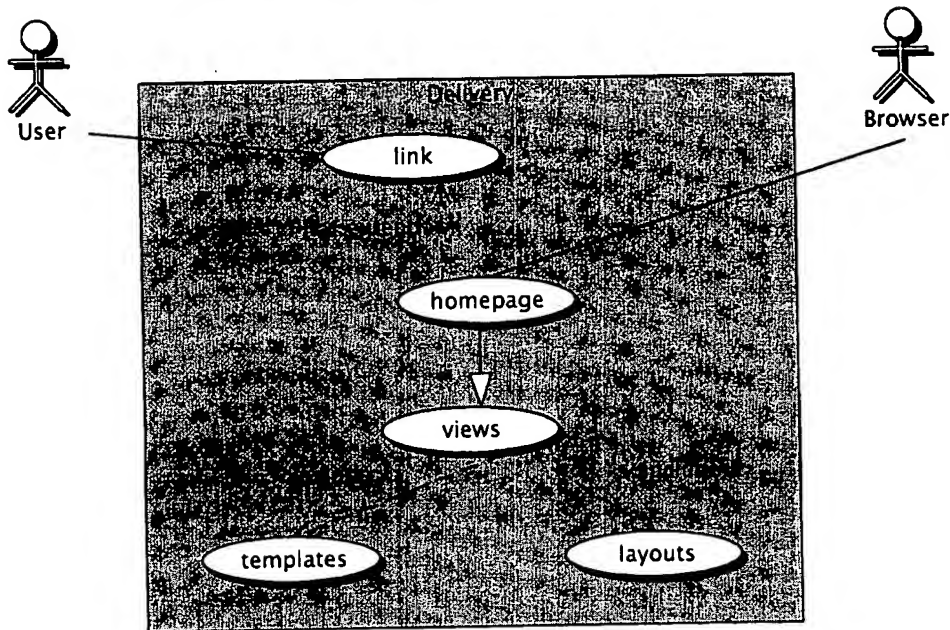 Delivery
User
Browser
link
homepage
views
templates
layouts